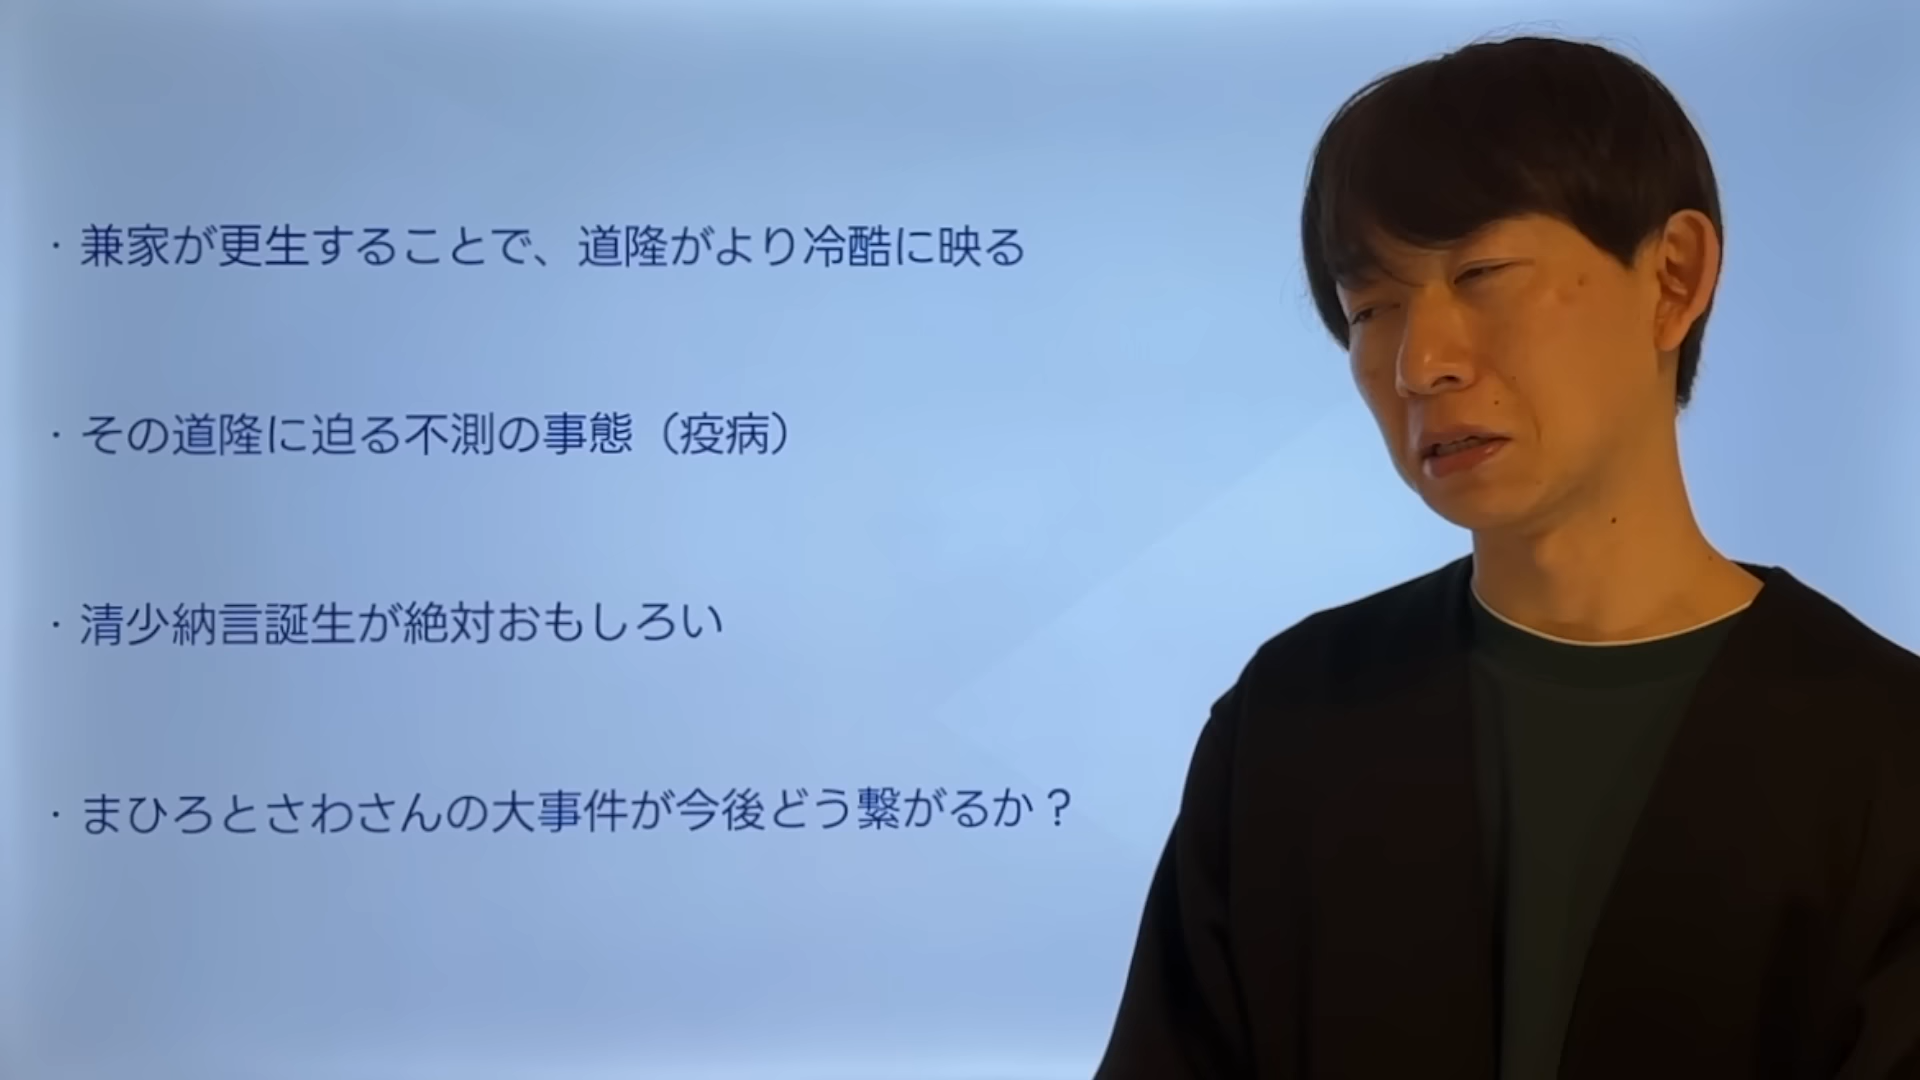 ・兼家が更生することで、道隆がより冷酷に映る
・その道隆に迫る不測の事態（疫病）
・清少納言誕生が絶対おもしろい
・まひろとさわさんの大事件が今後どう繋がるか？